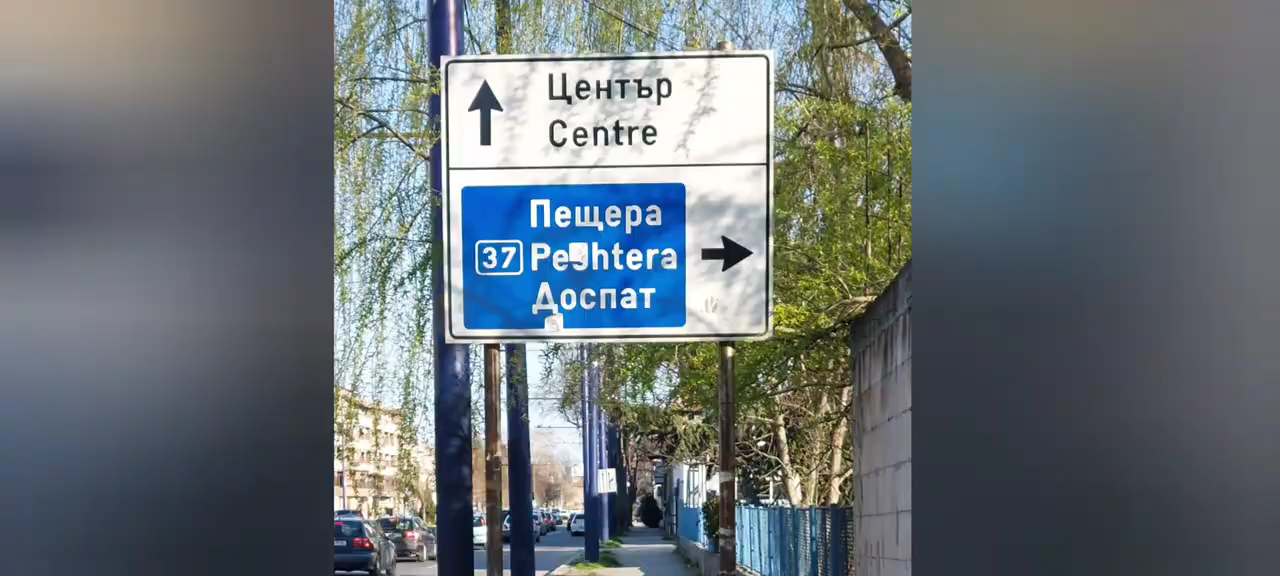 Център
Centre
Пещера
37 Peshtera
Доспат